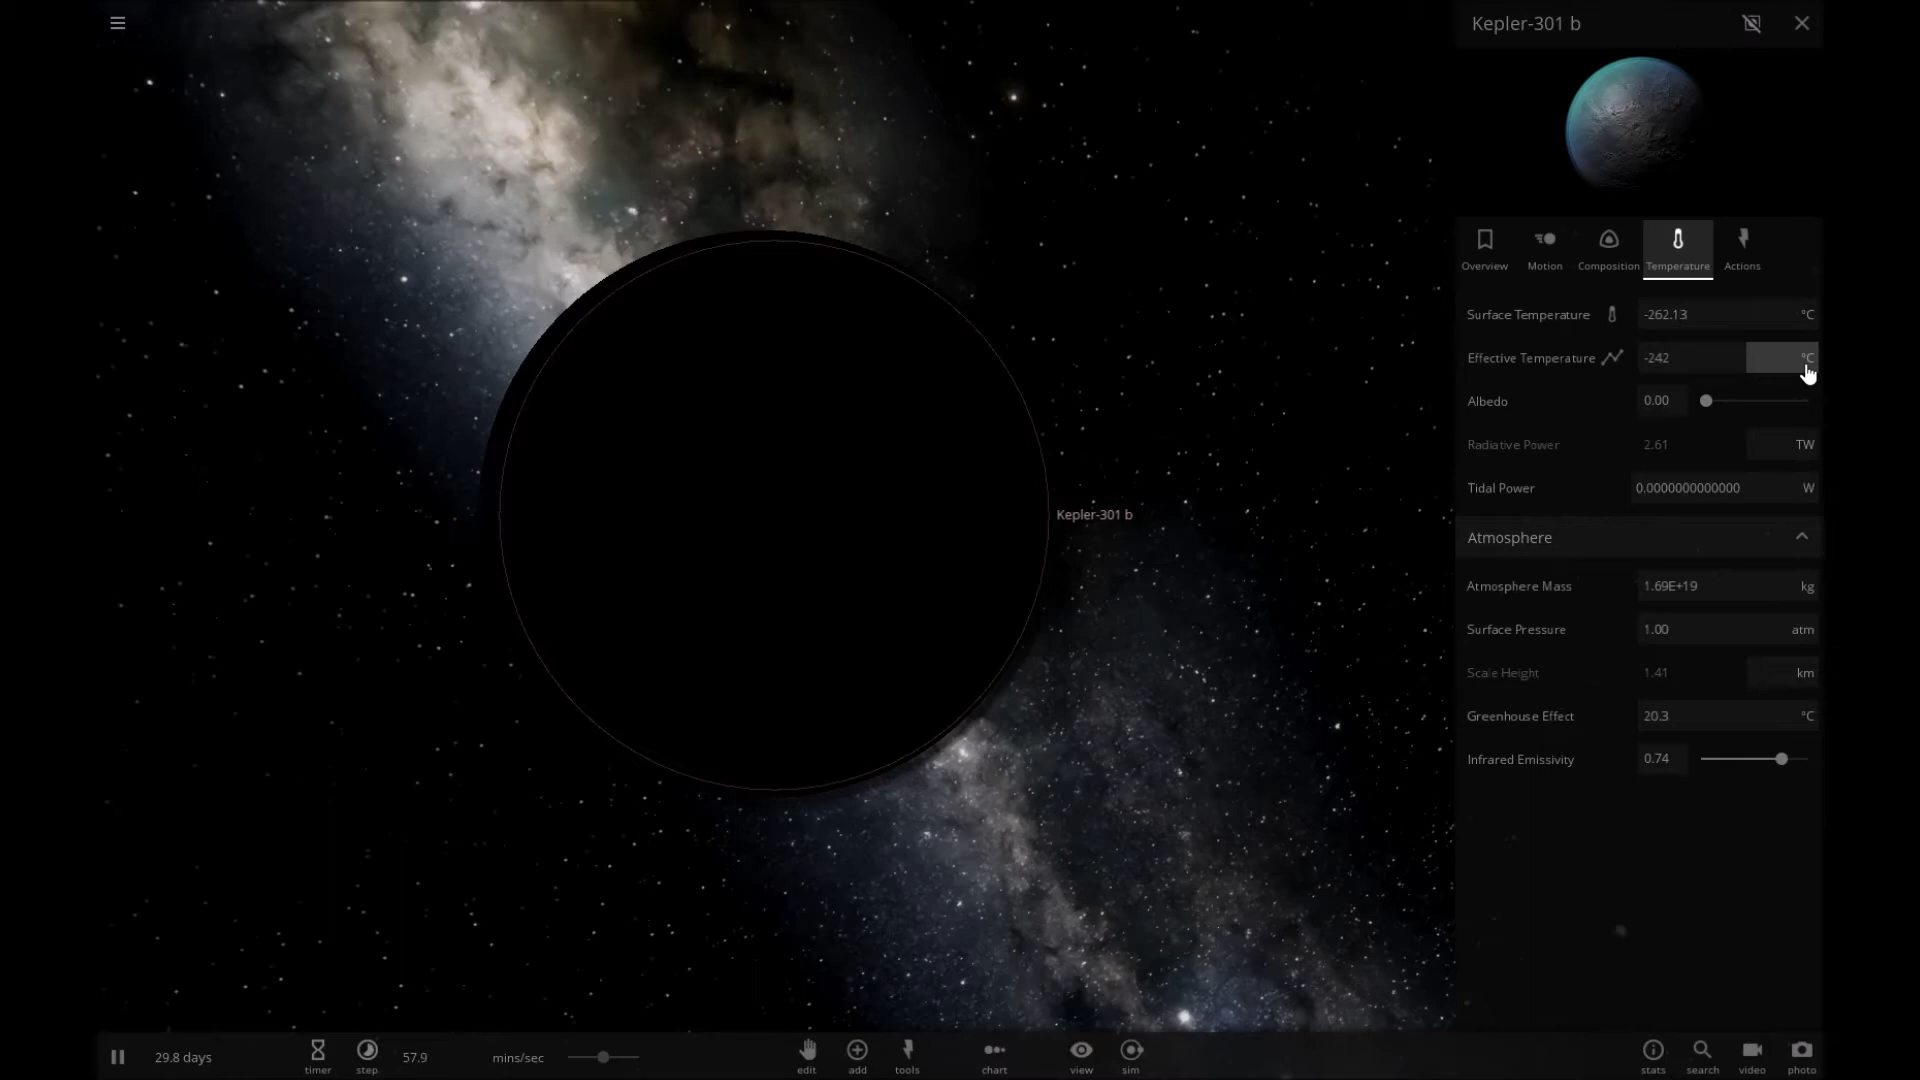 Kepler-301 b
Overview Motion Composition Temperature Actions
Surface Temperature -262.13 °C
Effective Temperature -242 °C
Albedo 0.00
Radiative Power 2.61 TW
Tidal Power 0.0000000000000 W
Kepler-301 b
Atmosphere
Atmosphere Mass 1.69E+19 kg
Surface Pressure 1.00 atm
Scale Height 1.41 km
Greenhouse Effect 20.3 °C
Infrared Emissivity 0.74
29.8 days timer step 57.9 mins/sec edit add tools chart view sim stats search video photo